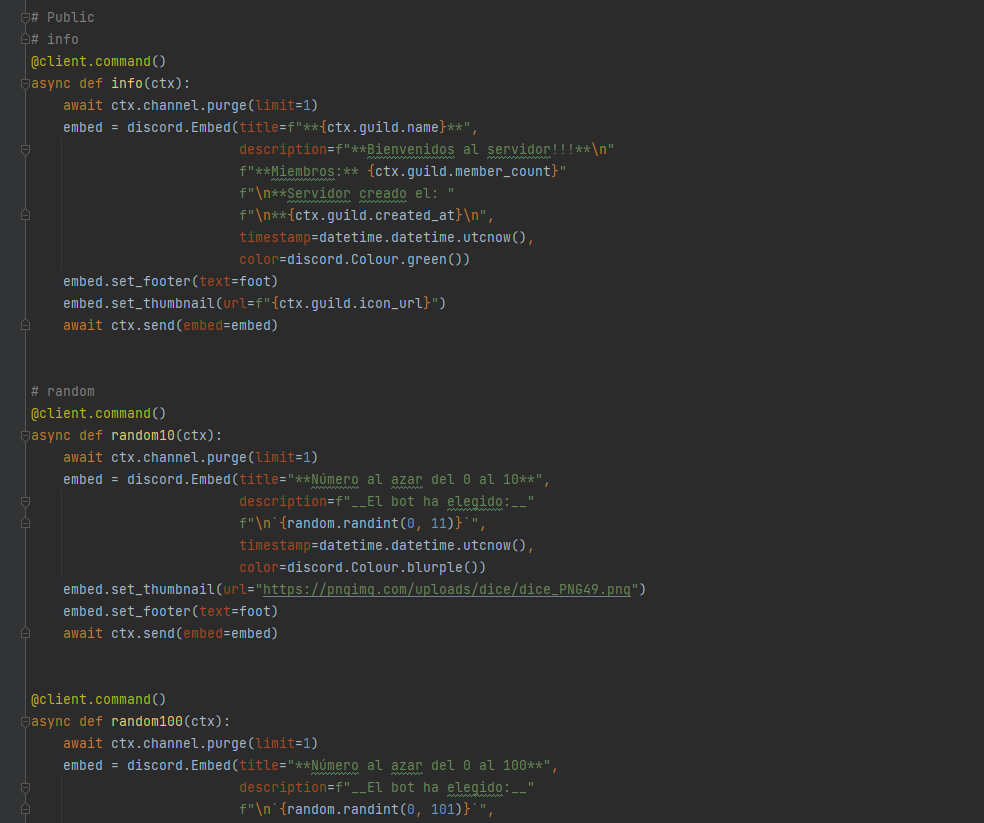 # Public
# info
@client.command()
async def info(ctx):
    await ctx.channel.purge(limit=1)
    embed = discord.Embed(title=f"**{ctx.guild.name}**",
                          description=f"**Bienvenidos al servidor!!!**\n"
                          f"**Miembros:** {ctx.guild.member_count}"
                          f"\n**Servidor creado el: "
                          f"\n**{ctx.guild.created_at}\n",
                          timestamp=datetime.datetime.utcnow(),
                          color=discord.Colour.green())
    embed.set_footer(text=foot)
    embed.set_thumbnail(url=f"{ctx.guild.icon_url}")
    await ctx.send(embed=embed)
# random
@client.command()
async def random10(ctx):
    await ctx.channel.purge(limit=1)
    embed = discord.Embed(title="**Número al azar del 0 al 10**",
                          description=f"__El bot ha elegido:__"
                          f"\n`{random.randint(0, 11)}`",
                          timestamp=datetime.datetime.utcnow(),
                          color=discord.Colour.blurple())
    embed.set_thumbnail(url="https://pngimg.com/uploads/dice/dice_PNG49.png")
    embed.set_footer(text=foot)
    await ctx.send(embed=embed)
@client.command()
async def random100(ctx):
    await ctx.channel.purge(limit=1)
    embed = discord.Embed(title="**Número al azar del 0 al 100**",
                          description=f"__El bot ha elegido:__"
                          f"\n`{random.randint(0, 101)}`",